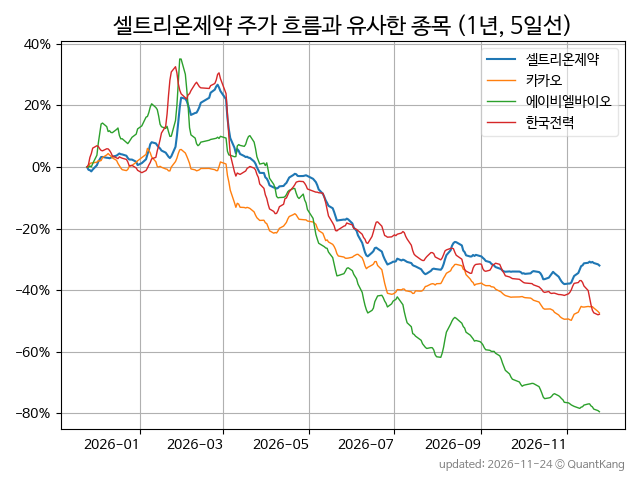 셀트리온제약 주가 흐름과 유사한 종목 (1년, 5일선)
셀트리온제약
카카오
에이비엘바이오
한국전력
40%
20%
0%
−20%
−40%
−60%
−80%
2026-01
2026-03
2026-05
2026-07
2026-09
2026-11
updated: 2026-11-24 © QuantKang